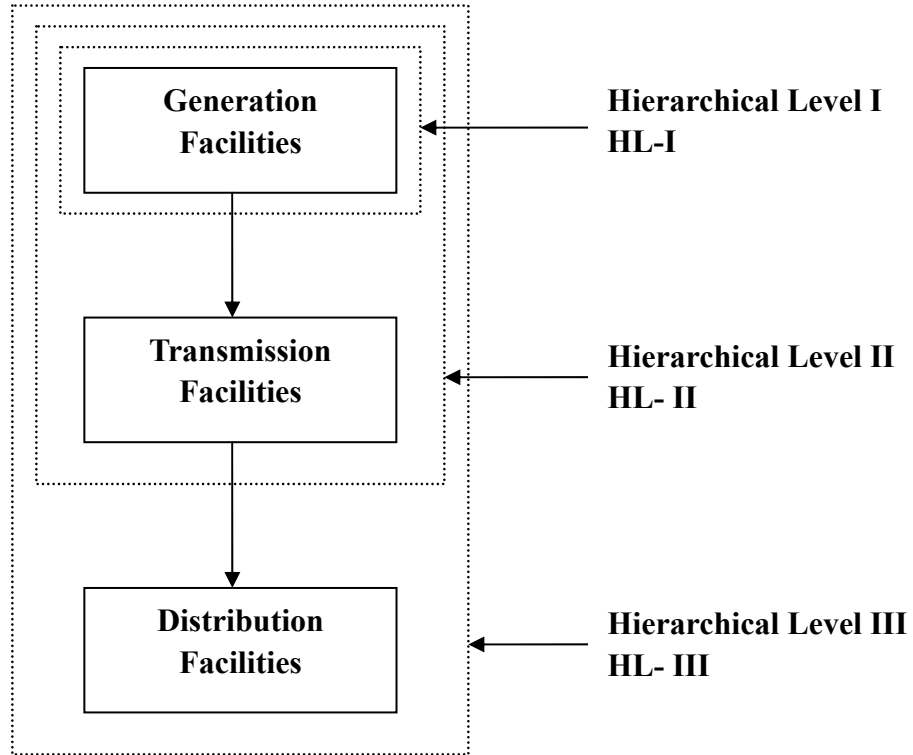 Generation
Facilities
Hierarchical Level I
HL-I
Transmission
Facilities
Hierarchical Level II
HL- II
Distribution
Facilities
Hierarchical Level III
HL- III